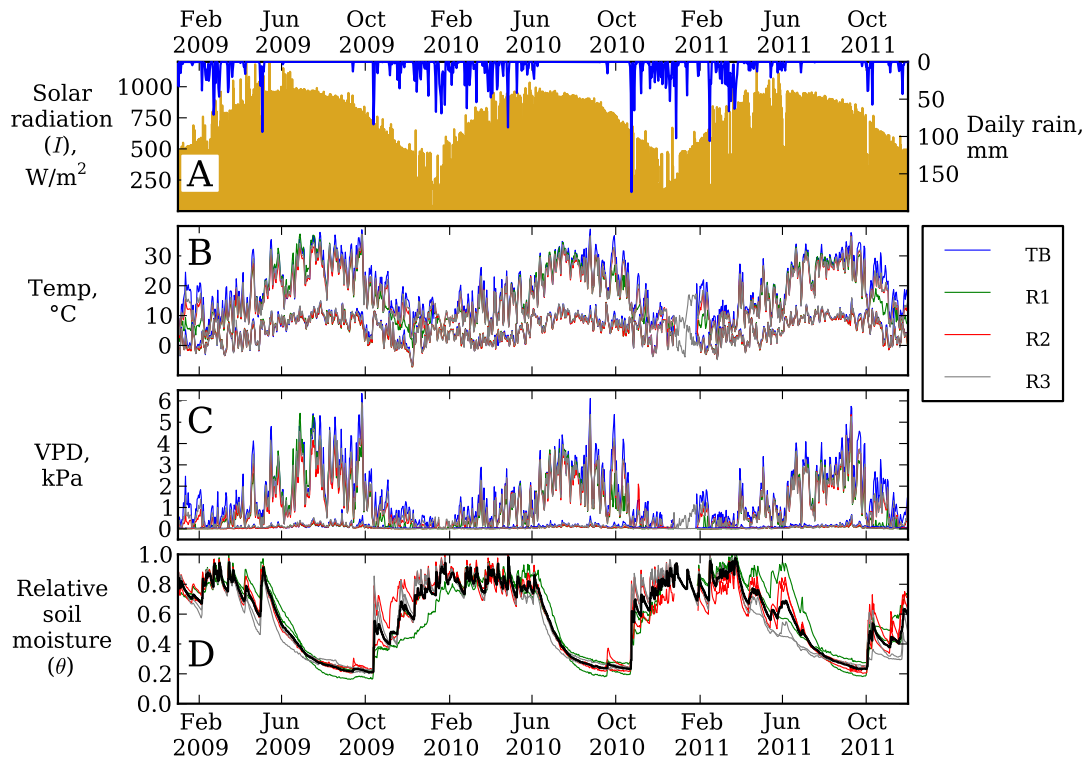 Feb Jun Oct Feb Jun Oct Feb Jun Oct
2009 2009 2009 2010 2010 2010 2011 2011 2011
Solar
radiation
(I),
W/m²
1000
750
500
250
A
0
50
100
150
Daily rain,
mm
Temp,
°C
30
20
10
0
B
TB
R1
R2
R3
VPD,
kPa
6
5
4
3
2
1
0
C
Relative
soil
moisture
(θ)
1.0
0.8
0.6
0.4
0.2
0.0
D
Feb Jun Oct Feb Jun Oct Feb Jun Oct
2009 2009 2009 2010 2010 2010 2011 2011 2011